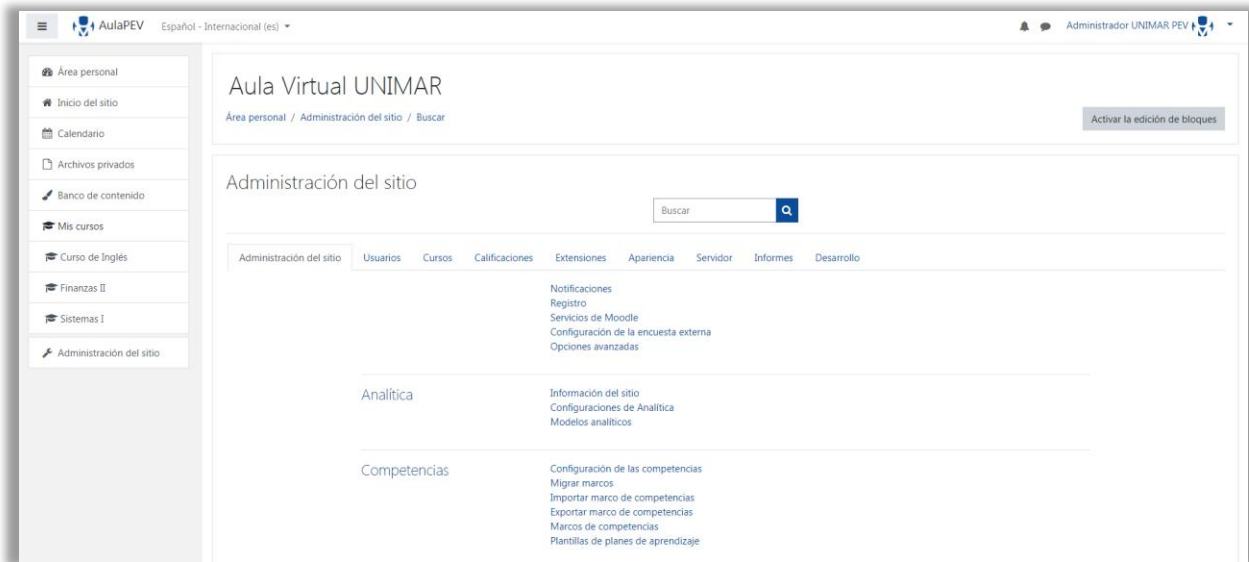 AulaPEV Español - Internacional (es) Administrador UNIMAR PEV
Área personal
Inicio del sitio
Calendario
Archivos privados
Banco de contenido
Mis cursos
Curso de Inglés
Finanzas II
Sistemas I
Administración del sitio
Aula Virtual UNIMAR
Área personal / Administración del sitio / Buscar
Activar la edición de bloques
Administración del sitio
Buscar
Administración del sitio Usuarios Cursos Calificaciones Extensiones Apariencia Servidor Informes Desarrollo
Notificaciones
Registro
Servicios de Moodle
Configuración de la encuesta externa
Opciones avanzadas
Analítica
Información del sitio
Configuraciones de Analítica
Modelos analíticos
Competencias
Configuración de las competencias
Migrar marcos
Importar marco de competencias
Exportar marco de competencias
Marcos de competencias
Plantillas de planes de aprendizaje